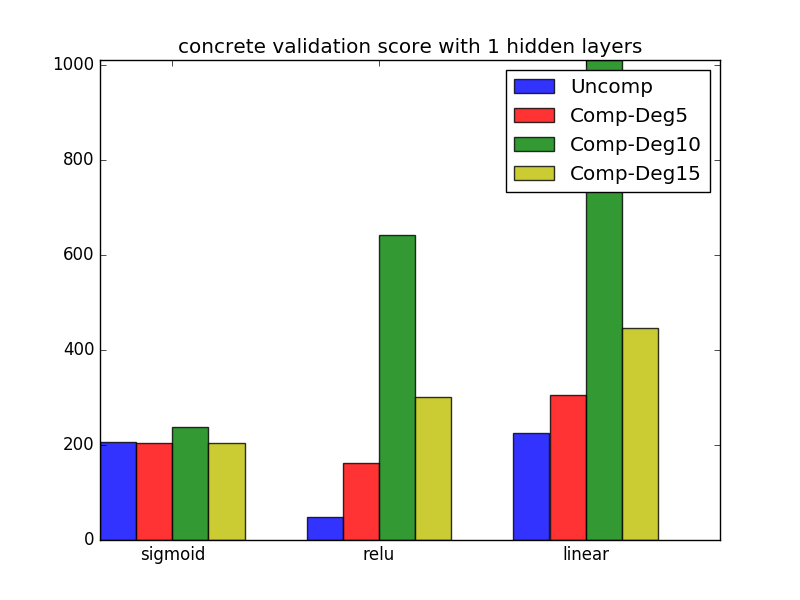 concrete validation score with 1 hidden layers
1000
800
600
400
200
0
Uncomp
Comp-Deg5
Comp-Deg10
Comp-Deg15
sigmoid relu linear